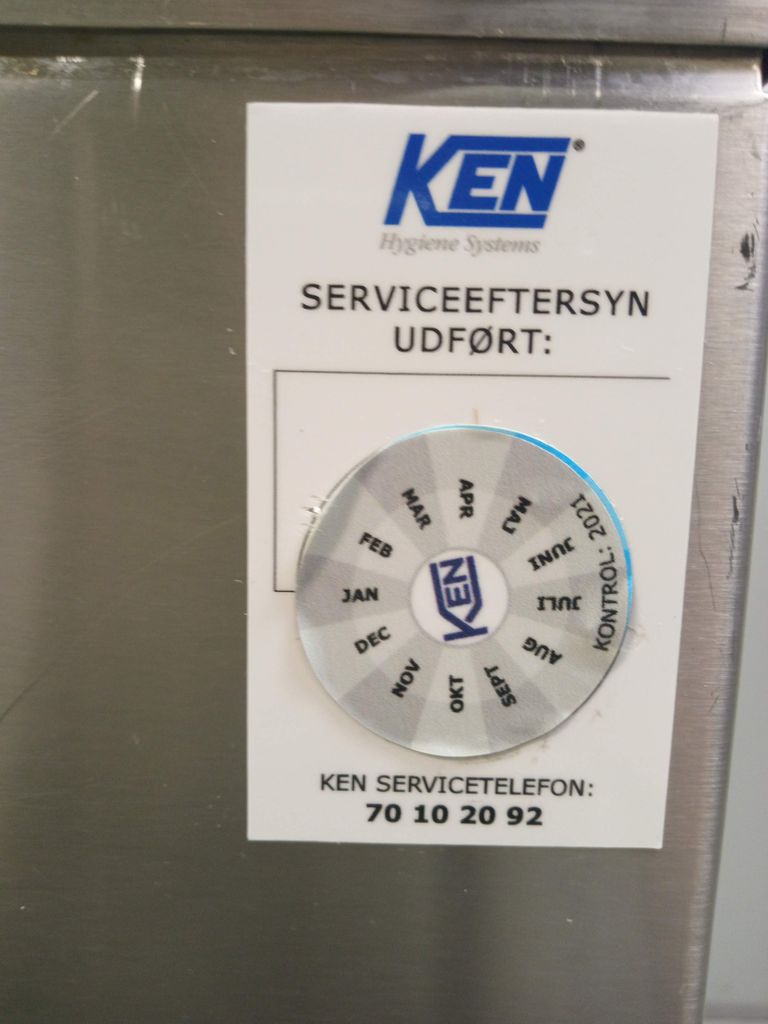 KEN®
Hygiene Systems
SERVICEEFTERSYN
UDFØRT:
KONTROL: 2021
JAN
FEB
MAR
APR
MAJ
JUNI
JULI
AUG
SEPT
OKT
NOV
DEC
KEN
KEN SERVICETELEFON:
70 10 20 92